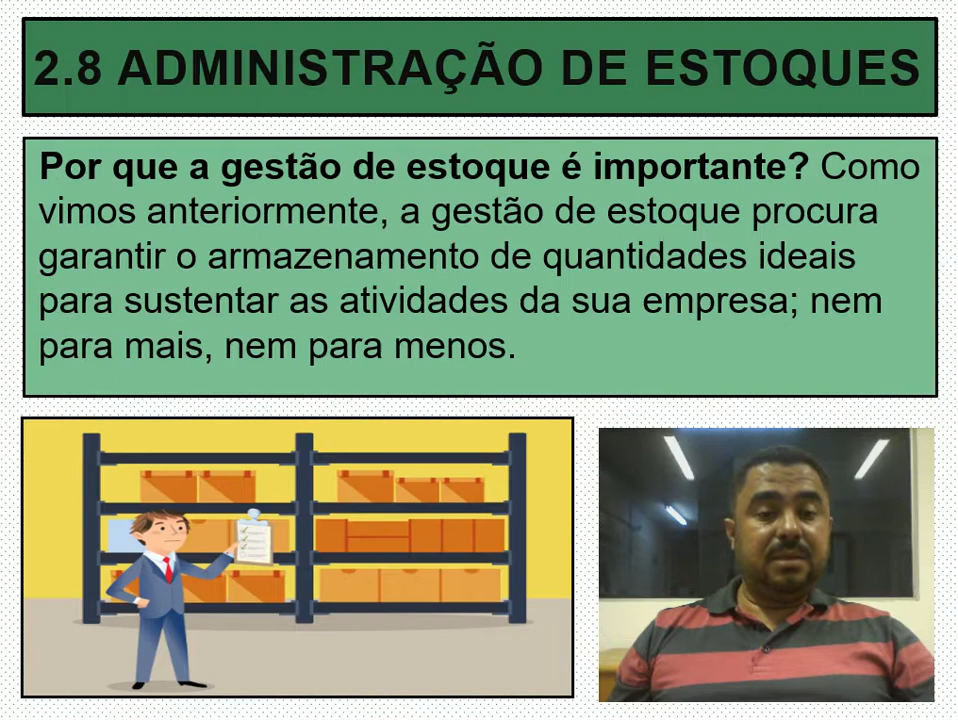 2.8 ADMINISTRAÇÃO DE ESTOQUES
Por que a gestão de estoque é importante? Como
vimos anteriormente, a gestão de estoque procura
garantir o armazenamento de quantidades ideais
para sustentar as atividades da sua empresa; nem
para mais, nem para menos.